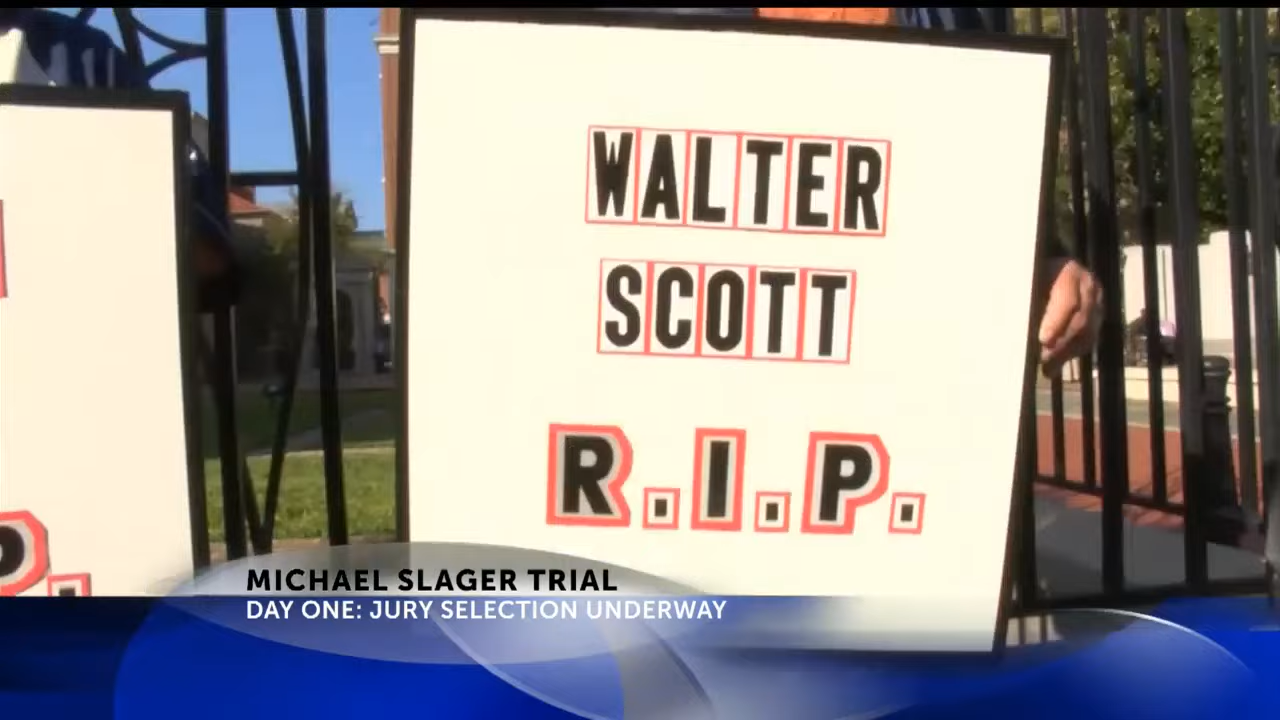 WALTER
SCOTT
R.I.P.
P.
MICHAEL SLAGER TRIAL
DAY ONE: JURY SELECTION UNDERWAY